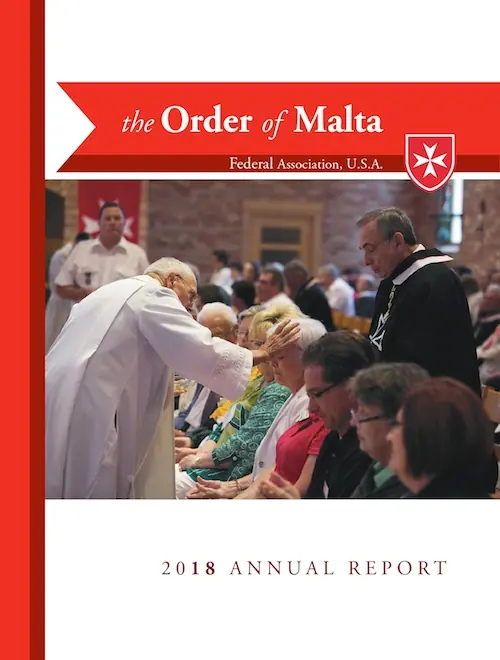 the Order of Malta
Federal Association, U.S.A.
2018 ANNUAL REPORT